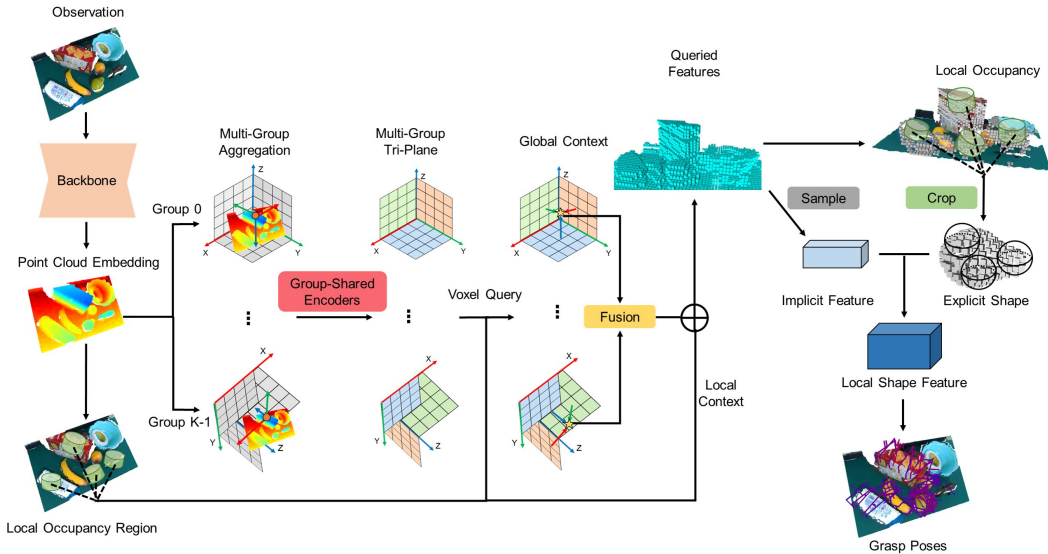 Observation
Backbone
Point Cloud Embedding
Local Occupancy Region
Group 0
Group K-1
Multi-Group
Aggregation
Z
X
Y
X
Y
Z
Group-Shared
Encoders
Multi-Group
Tri-Plane
Voxel Query
Global Context
Z
X
Y
X
Y
Z
Fusion
Local
Context
Queried
Features
Local Occupancy
Sample
Crop
Implicit Feature
Explicit Shape
Local Shape Feature
Grasp Poses